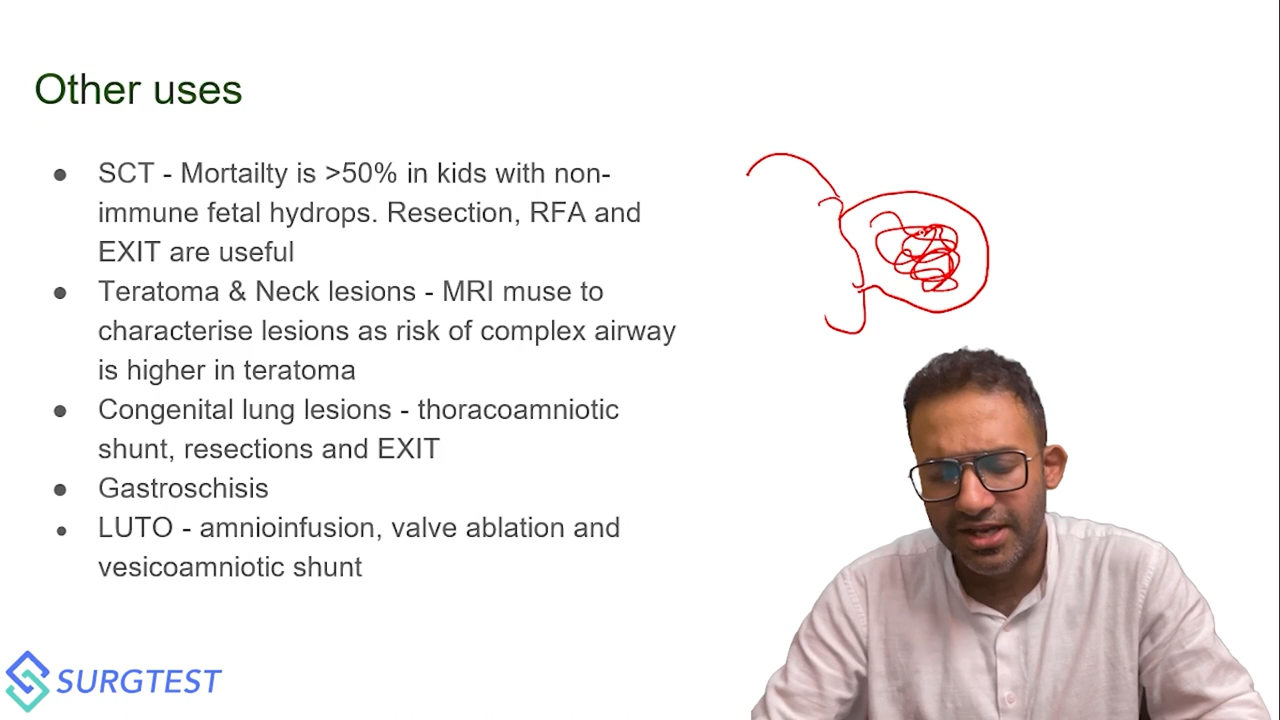 Other uses
SCT - Mortailty is >50% in kids with non-
immune fetal hydrops. Resection, RFA and
EXIT are useful
Teratoma & Neck lesions - MRI muse to
characterise lesions as risk of complex airway
is higher in teratoma
Congenital lung lesions - thoracoamniotic
shunt, resections and EXIT
Gastroschisis
LUTO - amnioinfusion, valve ablation and
vesicoamniotic shunt
SURGTEST